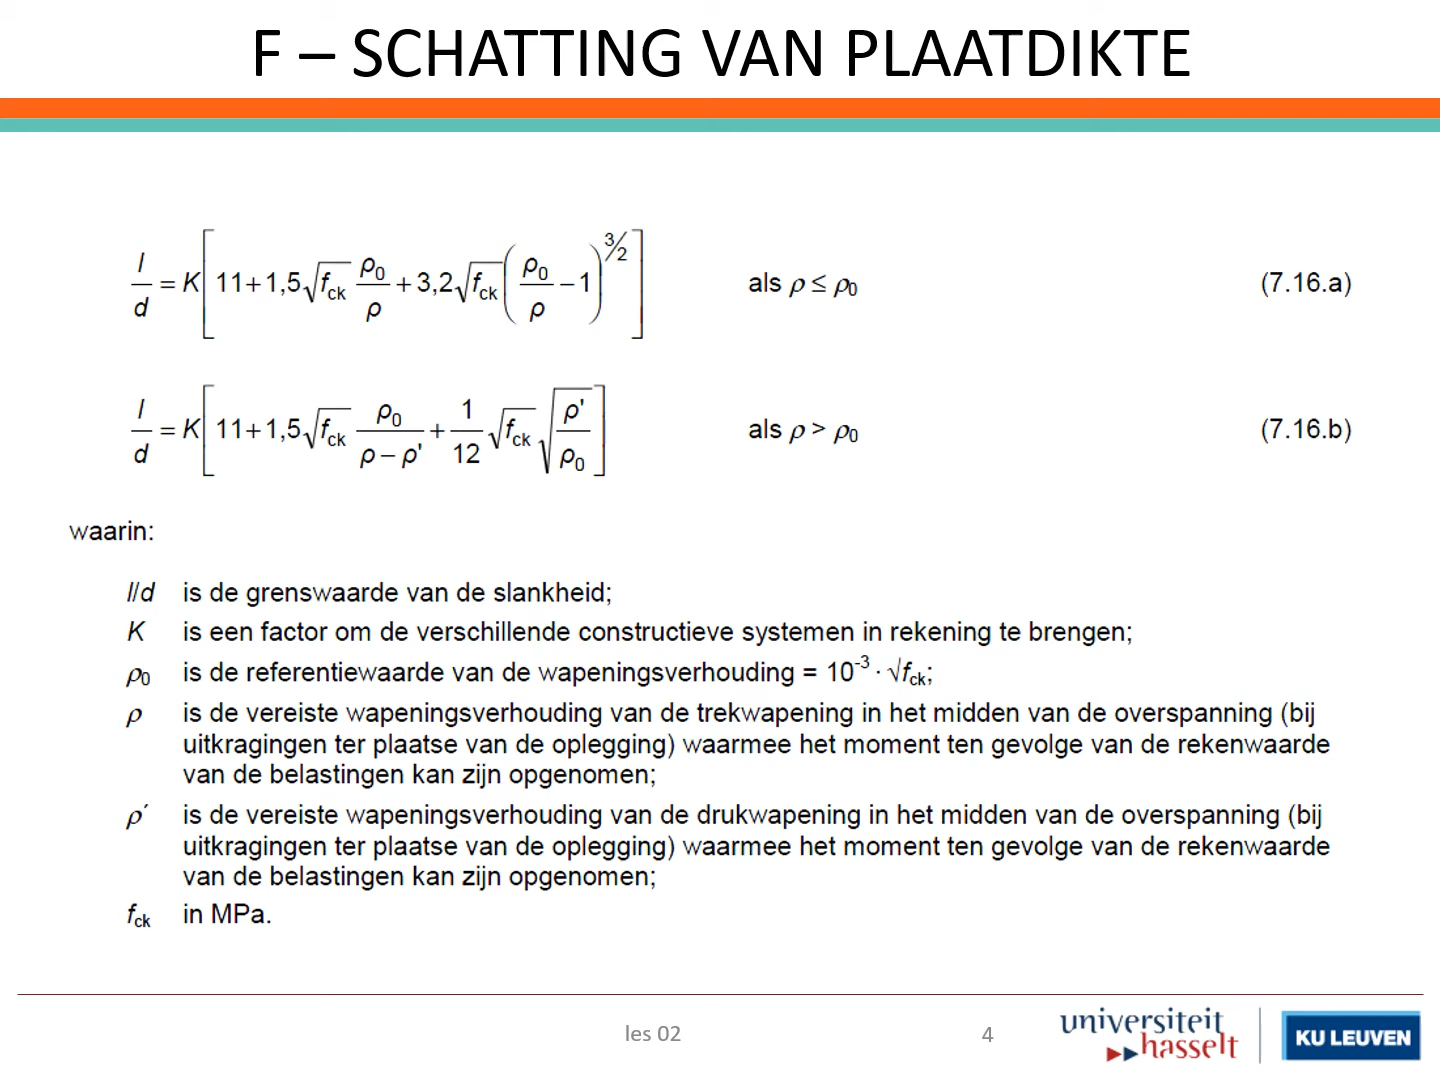 F – SCHATTING VAN PLAATDIKTE
l/d = K[11+1,5√fck ρ0/ρ + 3,2√fck (ρ0/ρ −1)^3/2] als ρ ≤ ρ0 (7.16.a)
l/d = K[11+1,5√fck ρ0/(ρ−ρ') + 1/12 √fck √(ρ'/ρ0)] als ρ > ρ0 (7.16.b)
waarin:
l/d is de grenswaarde van de slankheid;
K is een factor om de verschillende constructieve systemen in rekening te brengen;
ρ0 is de referentiewaarde van de wapeningsverhouding = 10⁻³ · √fck;
ρ is de vereiste wapeningsverhouding van de trekwapening in het midden van de overspanning (bij
uitkragingen ter plaatse van de oplegging) waarmee het moment ten gevolge van de rekenwaarde
van de belastingen kan zijn opgenomen;
ρ´ is de vereiste wapeningsverhouding van de drukwapening in het midden van de overspanning (bij
uitkragingen ter plaatse van de oplegging) waarmee het moment ten gevolge van de rekenwaarde
van de belastingen kan zijn opgenomen;
fck in MPa.
les 02
4
universiteit
hasselt
KU LEUVEN